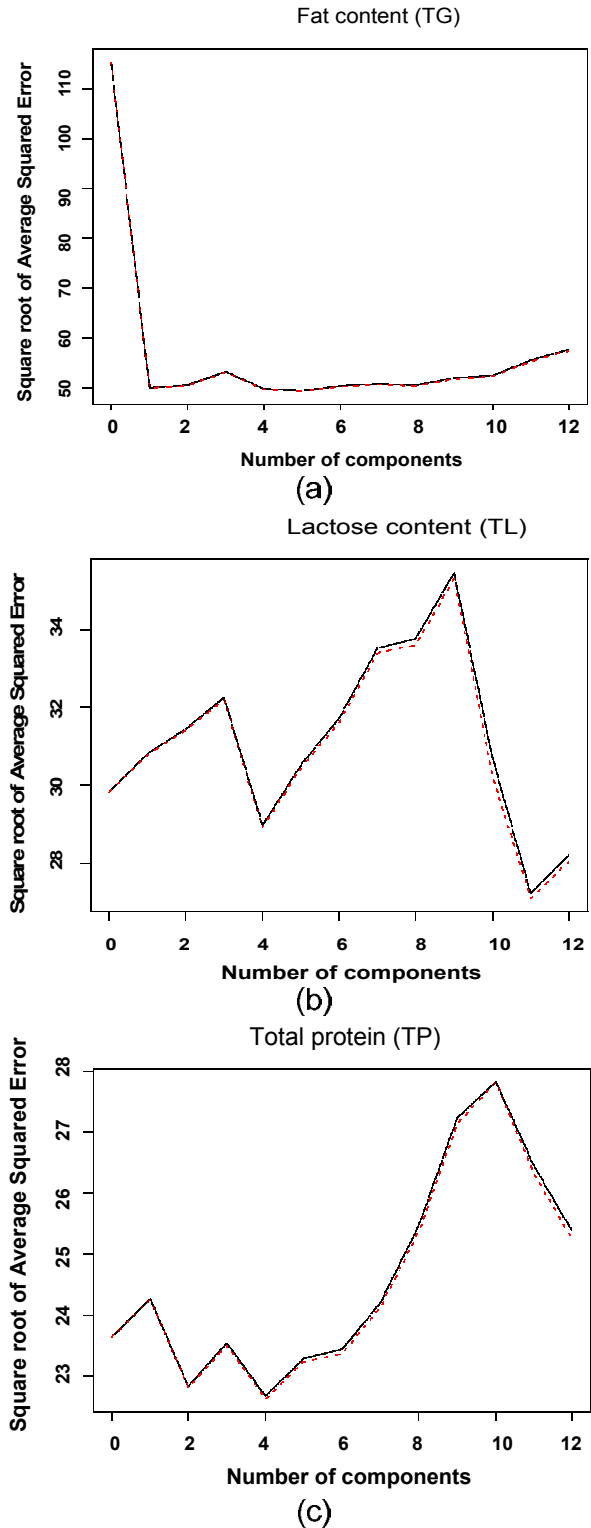 Fat content (TG)
Square root of Average Squared Error
110
100
90
80
70
60
50
0 2 4 6 8 10 12
Number of components
(a)
Lactose content (TL)
Square root of Average Squared Error
34
32
30
28
0 2 4 6 8 10 12
Number of components
(b)
Total protein (TP)
Square root of Average Squared Error
28
27
26
25
24
23
0 2 4 6 8 10 12
Number of components
(c)